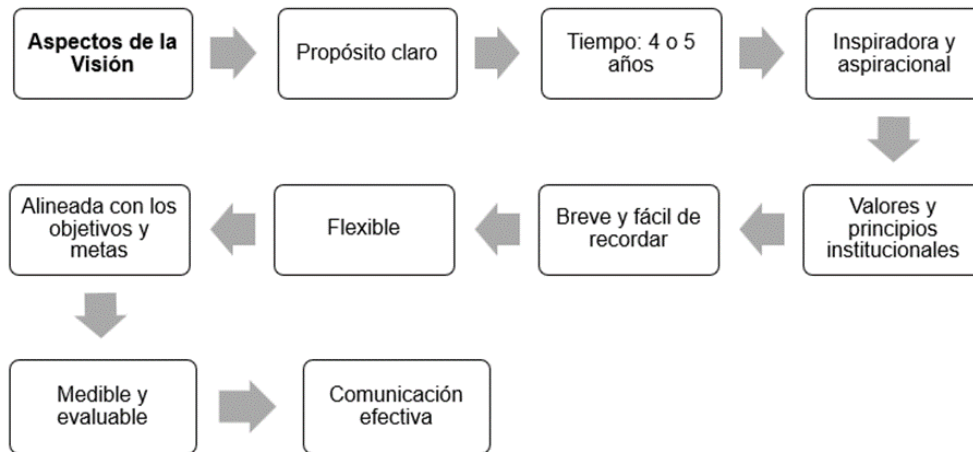 Aspectos de la
Visión
Propósito claro
Tiempo: 4 o 5
años
Inspiradora y
aspiracional
Valores y
principios
institucionales
Breve y fácil de
recordar
Flexible
Alineada con los
objetivos y
metas
Medible y
evaluable
Comunicación
efectiva